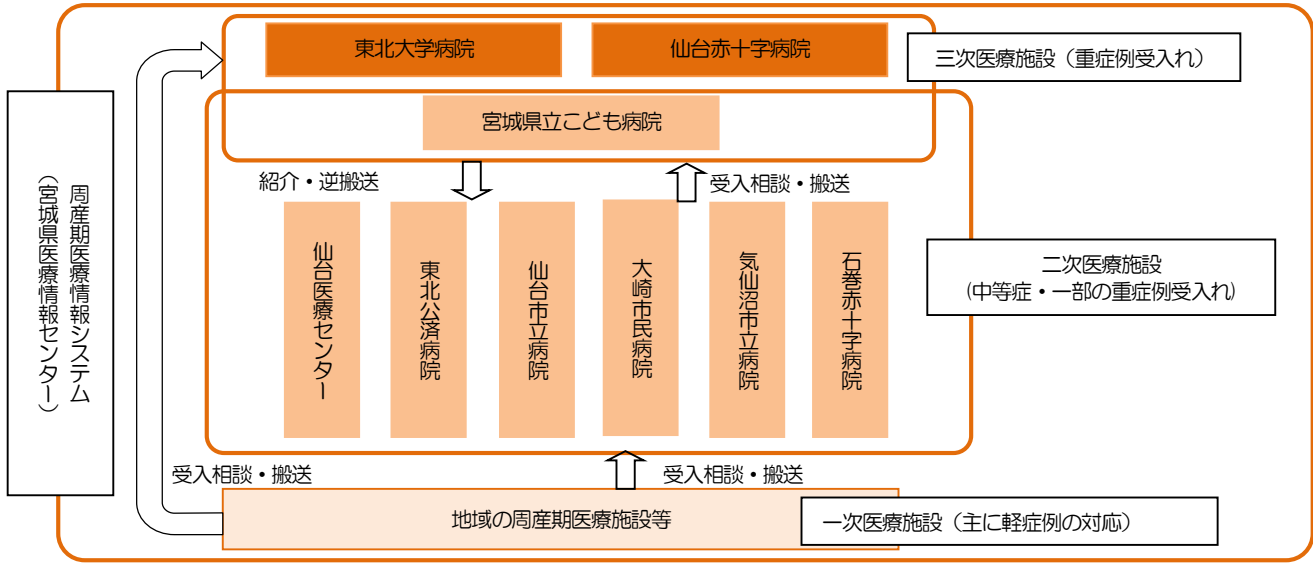 東北大学病院
仙台赤十字病院
三次医療施設（重症例受入れ）
宮城県立こども病院
紹介・逆搬送
受入相談・搬送
周産期医療情報システム
（宮城県医療情報センター）
仙台医療センター
東北公済病院
仙台市立病院
大崎市民病院
気仙沼市立病院
石巻赤十字病院
二次医療施設
(中等症・一部の重症例受入れ)
受入相談・搬送
受入相談・搬送
地域の周産期医療施設等
一次医療施設（主に軽症例の対応）